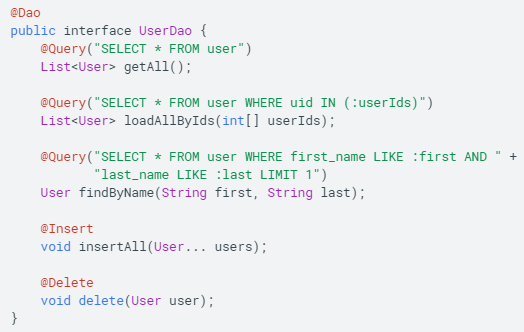 @Dao
public interface UserDao {
    @Query("SELECT * FROM user")
    List<User> getAll();

    @Query("SELECT * FROM user WHERE uid IN (:userIds)")
    List<User> loadAllByIds(int[] userIds);

    @Query("SELECT * FROM user WHERE first_name LIKE :first AND " +
           "last_name LIKE :last LIMIT 1")
    User findByName(String first, String last);

    @Insert
    void insertAll(User... users);

    @Delete
    void delete(User user);
}